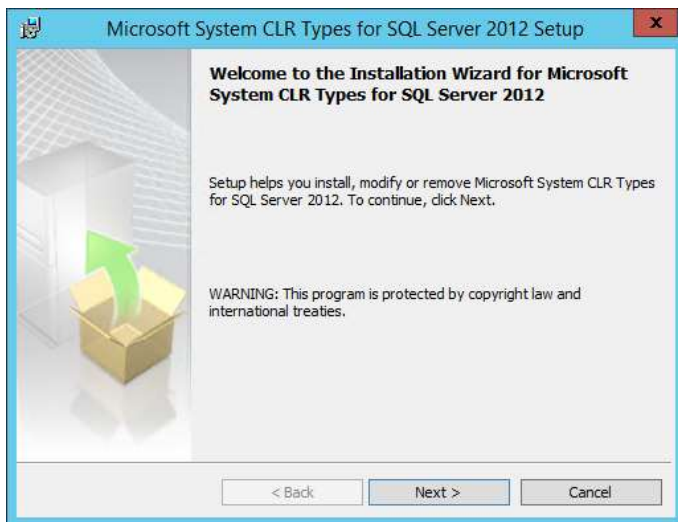 Microsoft System CLR Types for SQL Server 2012 Setup
x
Welcome to the Installation Wizard for Microsoft
System CLR Types for SQL Server 2012
Setup helps you install, modify or remove Microsoft System CLR Types
for SQL Server 2012. To continue, click Next.
WARNING: This program is protected by copyright law and
international treaties.
< Back
Next >
Cancel